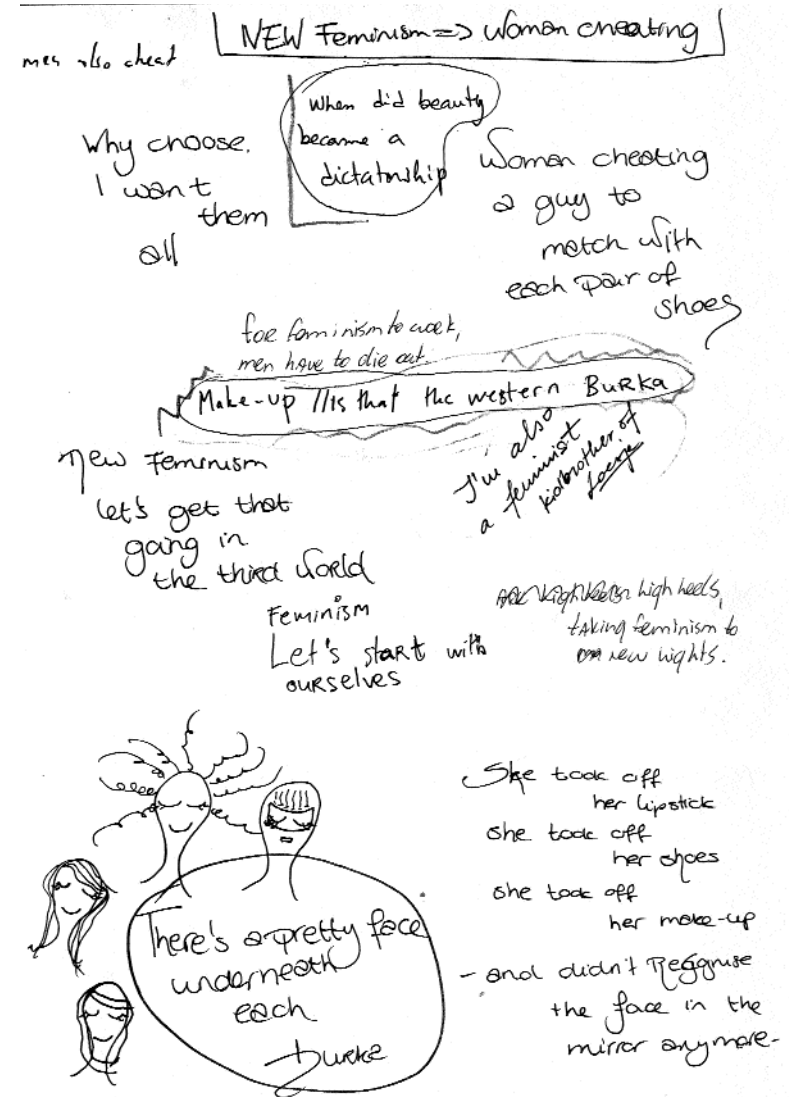 NEW Feminism => Woman cheating
men also cheat
When did beauty
became a
dictatorship
Why choose.
I want
them
all
Woman cheating
a guy to
match with
each pair of
shoes
for feminism to work,
men have to die out.
Make-up // is that the western BURKA
I'm also
a feminist
kidbrother of
New Feminism
Let's get that
going in
the third world
Feminism
Let's start with
ourselves
high heels,
taking feminism to
new hights.
She took off
her lipstick
she took off
her shoes
she took off
her make-up
- and didn't Recognise
the face in the
mirror anymore-
There's a pretty face
underneath
each
burka